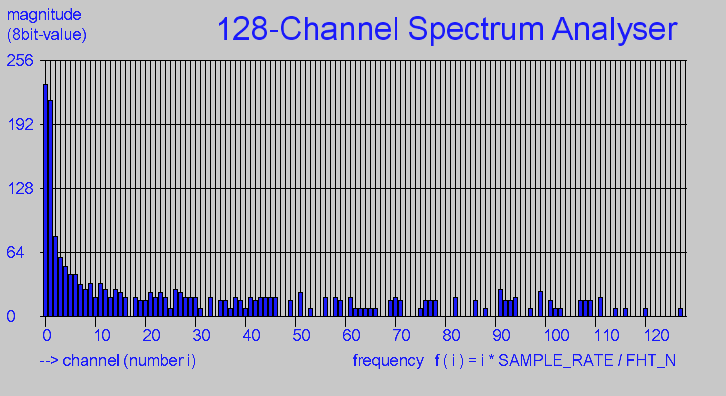 magnitude
(8bit-value)
128-Channel Spectrum Analyser
256
192
128
64
0
0 10 20 30 40 50 60 70 80 90 100 110 120
--> channel (number i)
frequency f ( i ) = i * SAMPLE_RATE / FHT_N